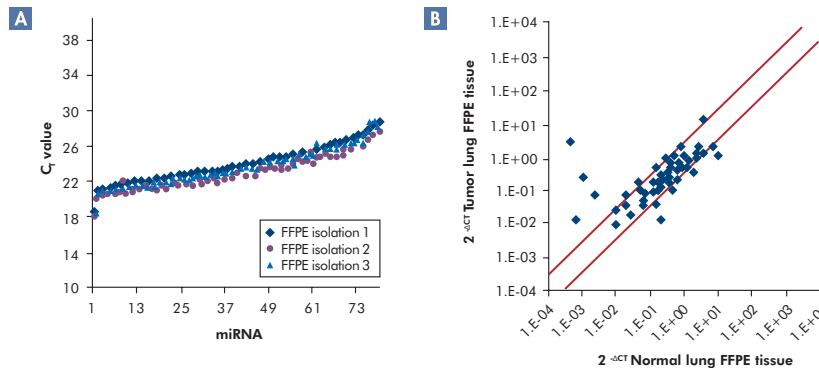 A
38
34
30
26
22
18
14
10
CT value
1 13 25 37 49 61 73
miRNA
FFPE isolation 1
FFPE isolation 2
FFPE isolation 3
B
1.E+04
1.E+03
1.E+02
1.E+01
1.E+00
1.E-01
1.E-02
1.E-03
1.E-04
2 -ΔCT Tumor lung FFPE tissue
1.E-04 1.E-03 1.E-02 1.E-01 1.E+00 1.E+01 1.E+02 1.E+03
2 -ΔCT Normal lung FFPE tissue